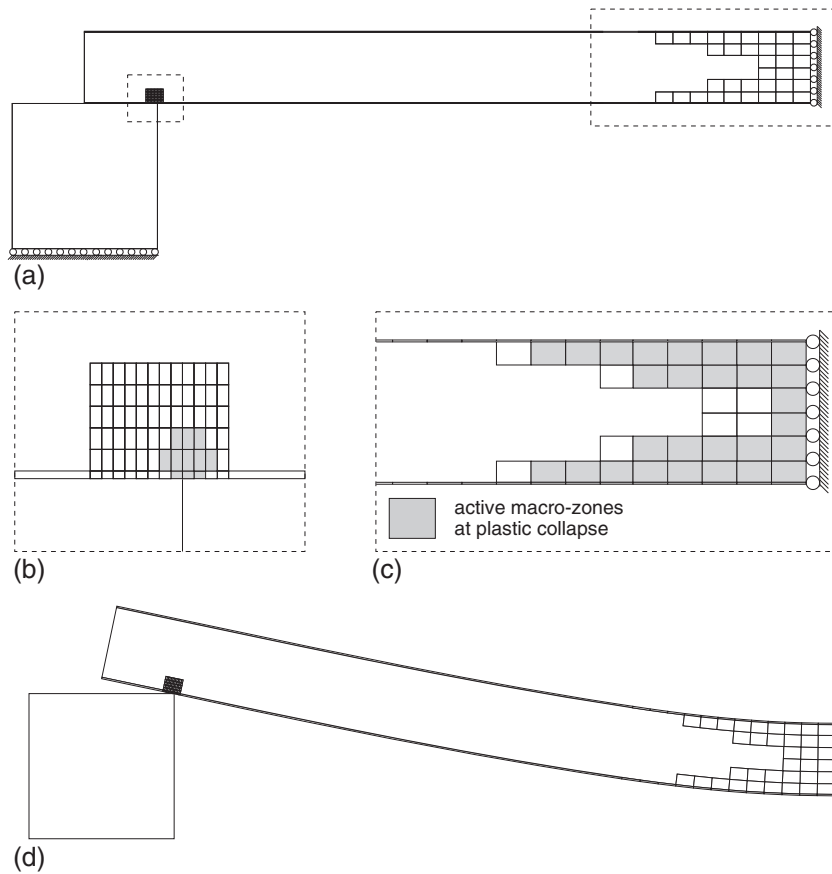 (a)
(b)
active macro-zones
at plastic collapse
(c)
(d)